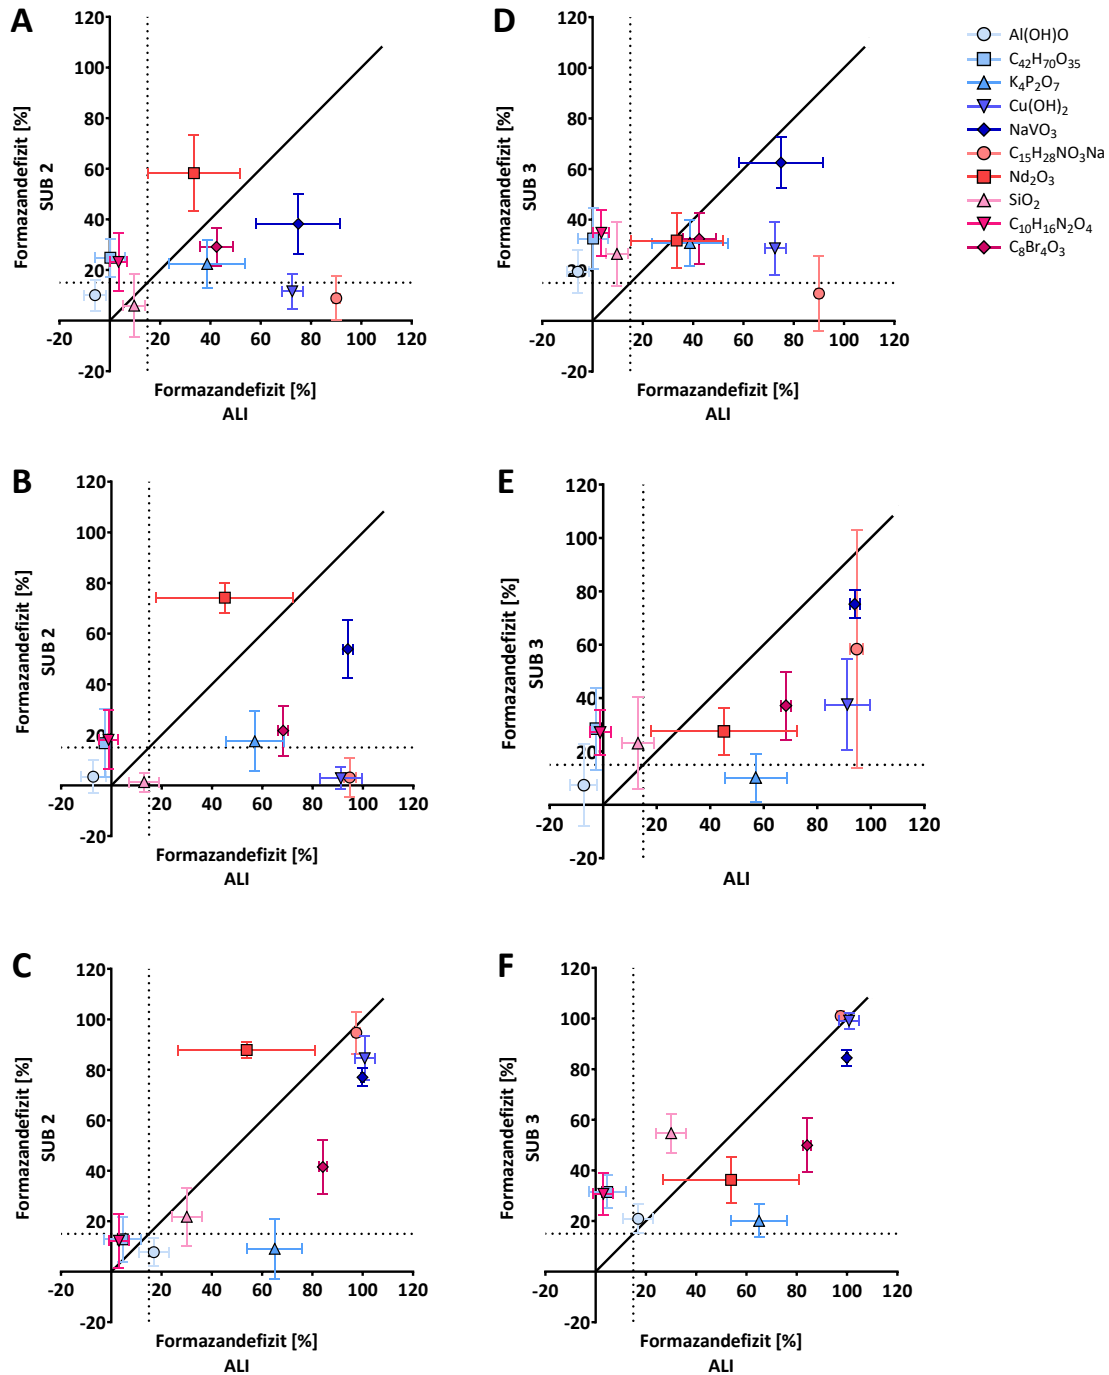 A
120
100
80
60
40
20
-20
-20
20
40
60
80
100
120
Formazandefizit [%]
SUB 2
Formazandefizit [%]
ALI
D
120
100
80
60
40
20
-20
-20
20
40
60
80
100
120
Formazandefizit [%]
SUB 3
Formazandefizit [%]
ALI
Al(OH)O
C₄₂H₇₀O₃₅
K₄P₂O₇
Cu(OH)₂
NaVO₃
C₁₅H₂₈NO₃Na
Nd₂O₃
SiO₂
C₁₀H₁₆N₂O₄
C₈Br₄O₃
B
120
100
80
60
40
20
-20
20
40
60
80
100
120
Formazandefizit [%]
SUB 2
Formazandefizit [%]
ALI
E
120
100
80
60
40
20
-20
-20
20
40
60
80
100
120
Formazandefizit [%]
SUB 3
ALI
C
120
100
80
60
40
20
-20
-20
20
40
60
80
100
120
Formazandefizit [%]
SUB 2
Formazandefizit [%]
ALI
F
120
100
80
60
40
20
-20
-20
20
40
60
80
100
120
Formazandefizit [%]
SUB 3
Formazandefizit [%]
ALI